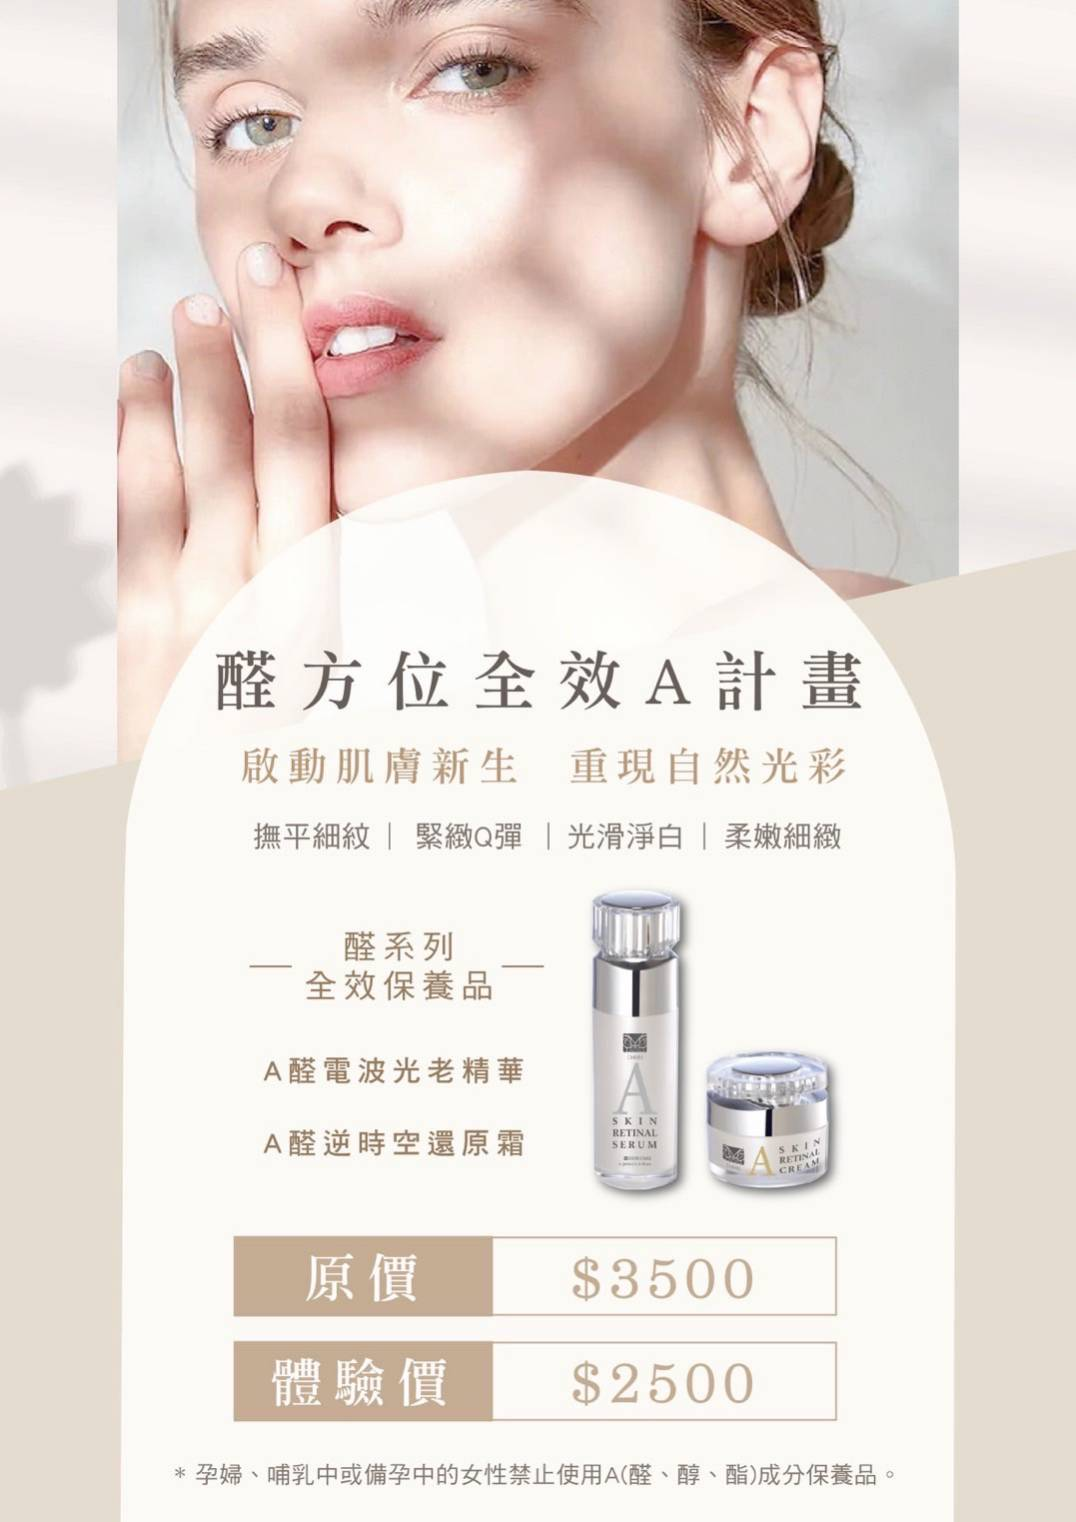 醛方位全效A計畫
啟動肌膚新生 重現自然光彩
撫平細紋｜緊緻Q彈｜光滑淨白｜柔嫩細緻
醛系列
全效保養品
A醛電波光老精華
A醛逆時空還原霜
A
SKIN
RETINAL
SERUM
A SKIN
RETINAL
CREAM
原價 $3500
體驗價 $2500
* 孕婦、哺乳中或備孕中的女性禁止使用A(醛、醇、酯)成分保養品。